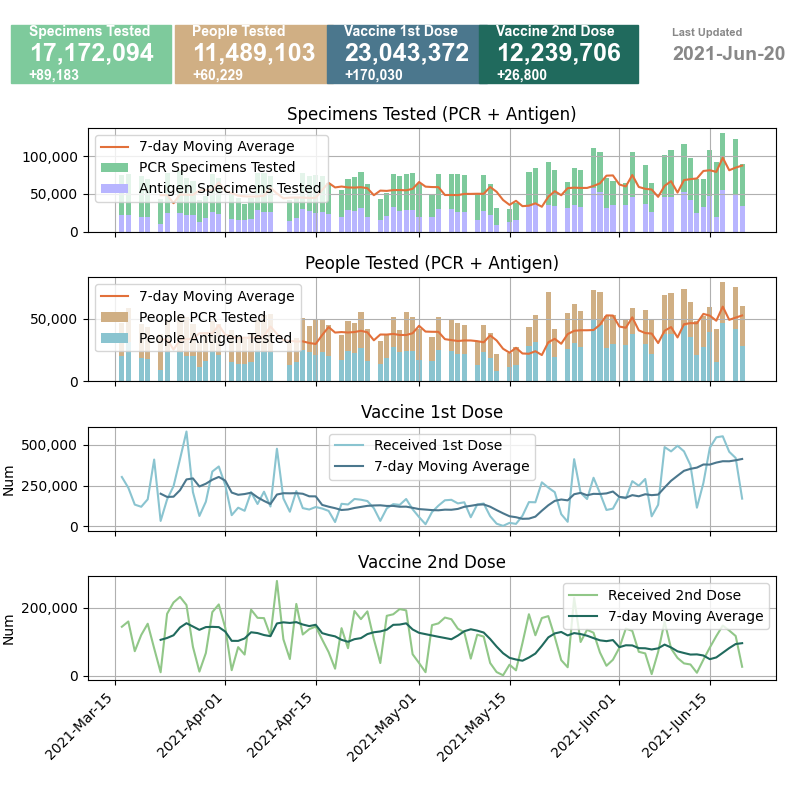 Specimens Tested
17,172,094
+89,183
People Tested
11,489,103
+60,229
Vaccine 1st Dose
23,043,372
+170,030
Vaccine 2nd Dose
12,239,706
+26,800
Last Updated
2021-Jun-20
Specimens Tested (PCR + Antigen)
7-day Moving Average
PCR Specimens Tested
Antigen Specimens Tested
100,000
50,000
0
People Tested (PCR + Antigen)
7-day Moving Average
People PCR Tested
People Antigen Tested
50,000
0
Vaccine 1st Dose
Received 1st Dose
7-day Moving Average
500,000
250,000
0
Num
Vaccine 2nd Dose
Received 2nd Dose
7-day Moving Average
200,000
0
Num
2021-Mar-15
2021-Apr-01
2021-Apr-15
2021-May-01
2021-May-15
2021-Jun-01
2021-Jun-15